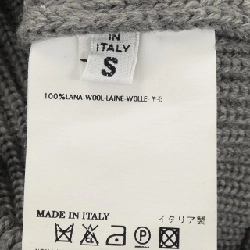 IN
ITALY
S
100%LANA-WOOL-LAINE-WOLLE-
MADE IN ITALY
イタリア製